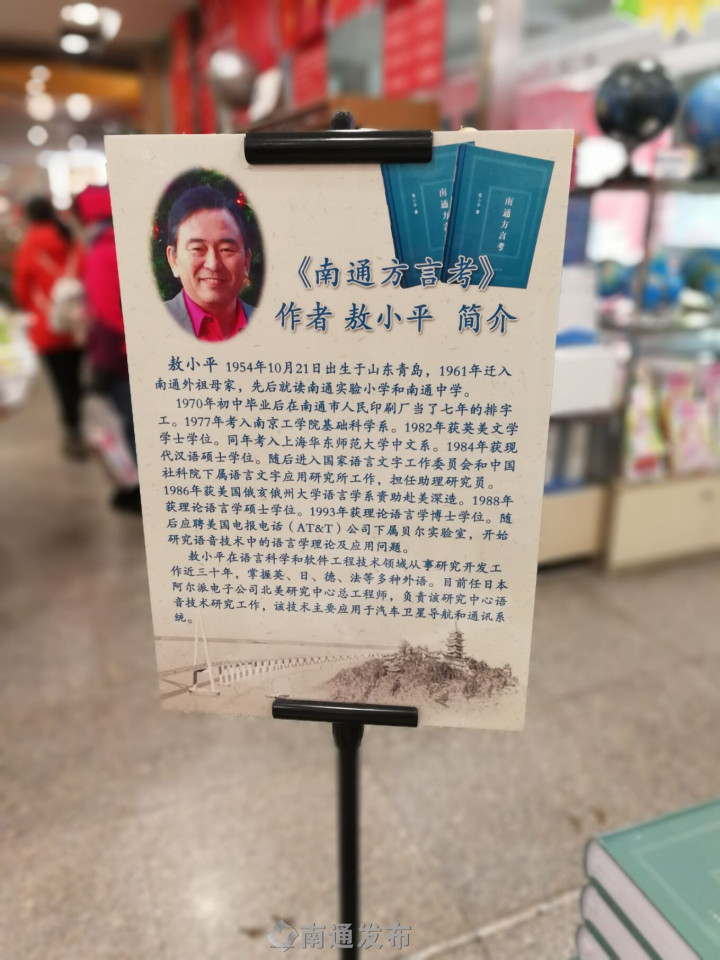 南通方言考
《南通方言考》
作者 敖小平 简介
敖小平 1954年10月21日出生于山东青岛，1961年迁入
南通外祖母家，先后就读南通实验小学和南通中学。
1970年初中毕业后在南通市人民印刷厂当了七年的排字
工。1977年考入南京工学院基础科学系。1982年获英美文学
学士学位。同年考入上海华东师范大学中文系。1984年获现
代汉语硕士学位。随后进入国家语言文字工作委员会和中国
社科院下属语言文字应用研究所工作，担任助理研究员。
1986年获美国俄亥俄州大学语言学系资助赴美深造。1988年
获理论语言学硕士学位。1993年获理论语言学博士学位。随
后应聘美国电报电话（AT&T）公司下属贝尔实验室，开始
研究语音技术中的语言学理论及应用问题。
敖小平在语言科学和软件工程技术领域从事研究开发工
作近三十年，掌握英、日、德、法等多种外语。目前任日本
阿尔派电子公司北美研究中心总工程师，负责该研究中心语
音技术研究工作，该技术主要应用于汽车卫星导航和通讯系
统。
南通发布